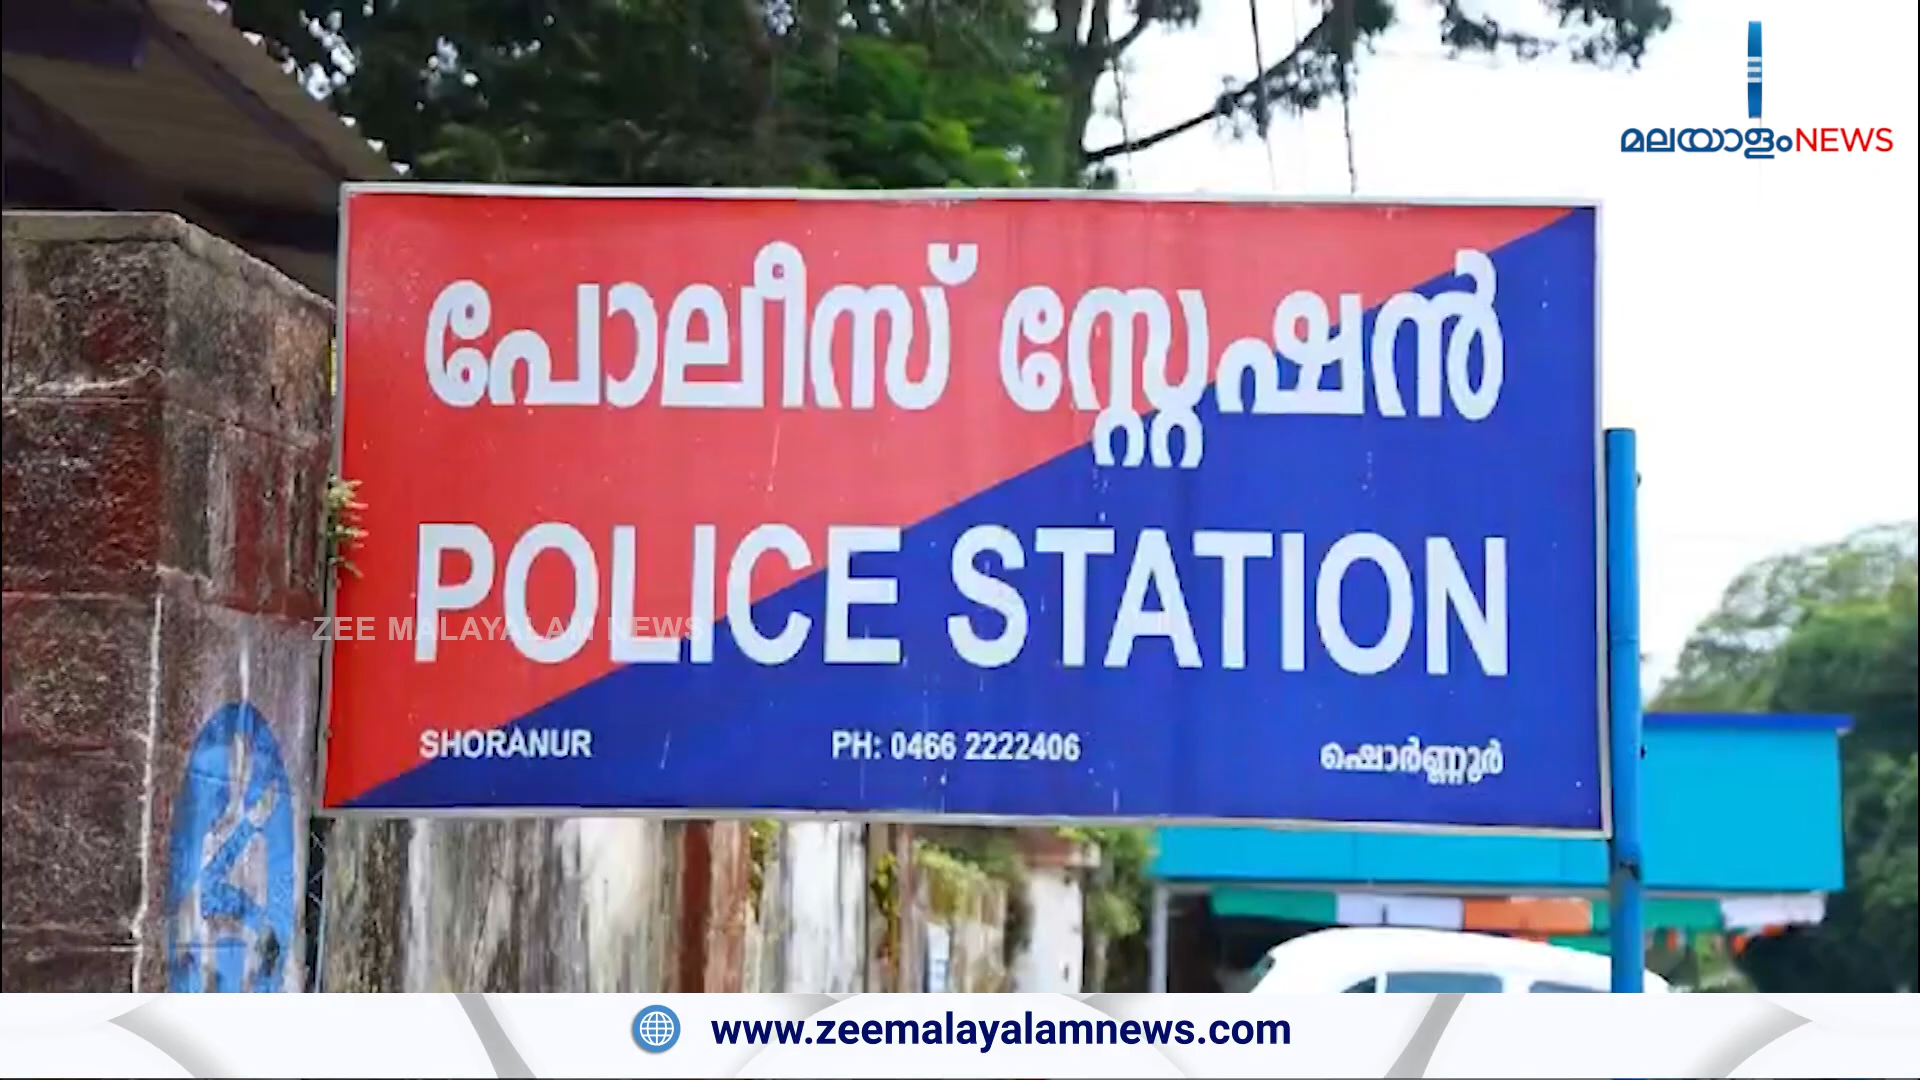 മലയാളംNEWS
പോലീസ് സ്റ്റേഷൻ
POLICE STATION
ZEE MALAYALAM NEWS
SHORANUR PH: 0466 2222406 ഷൊർണ്ണൂർ
www.zeemalayalamnews.com